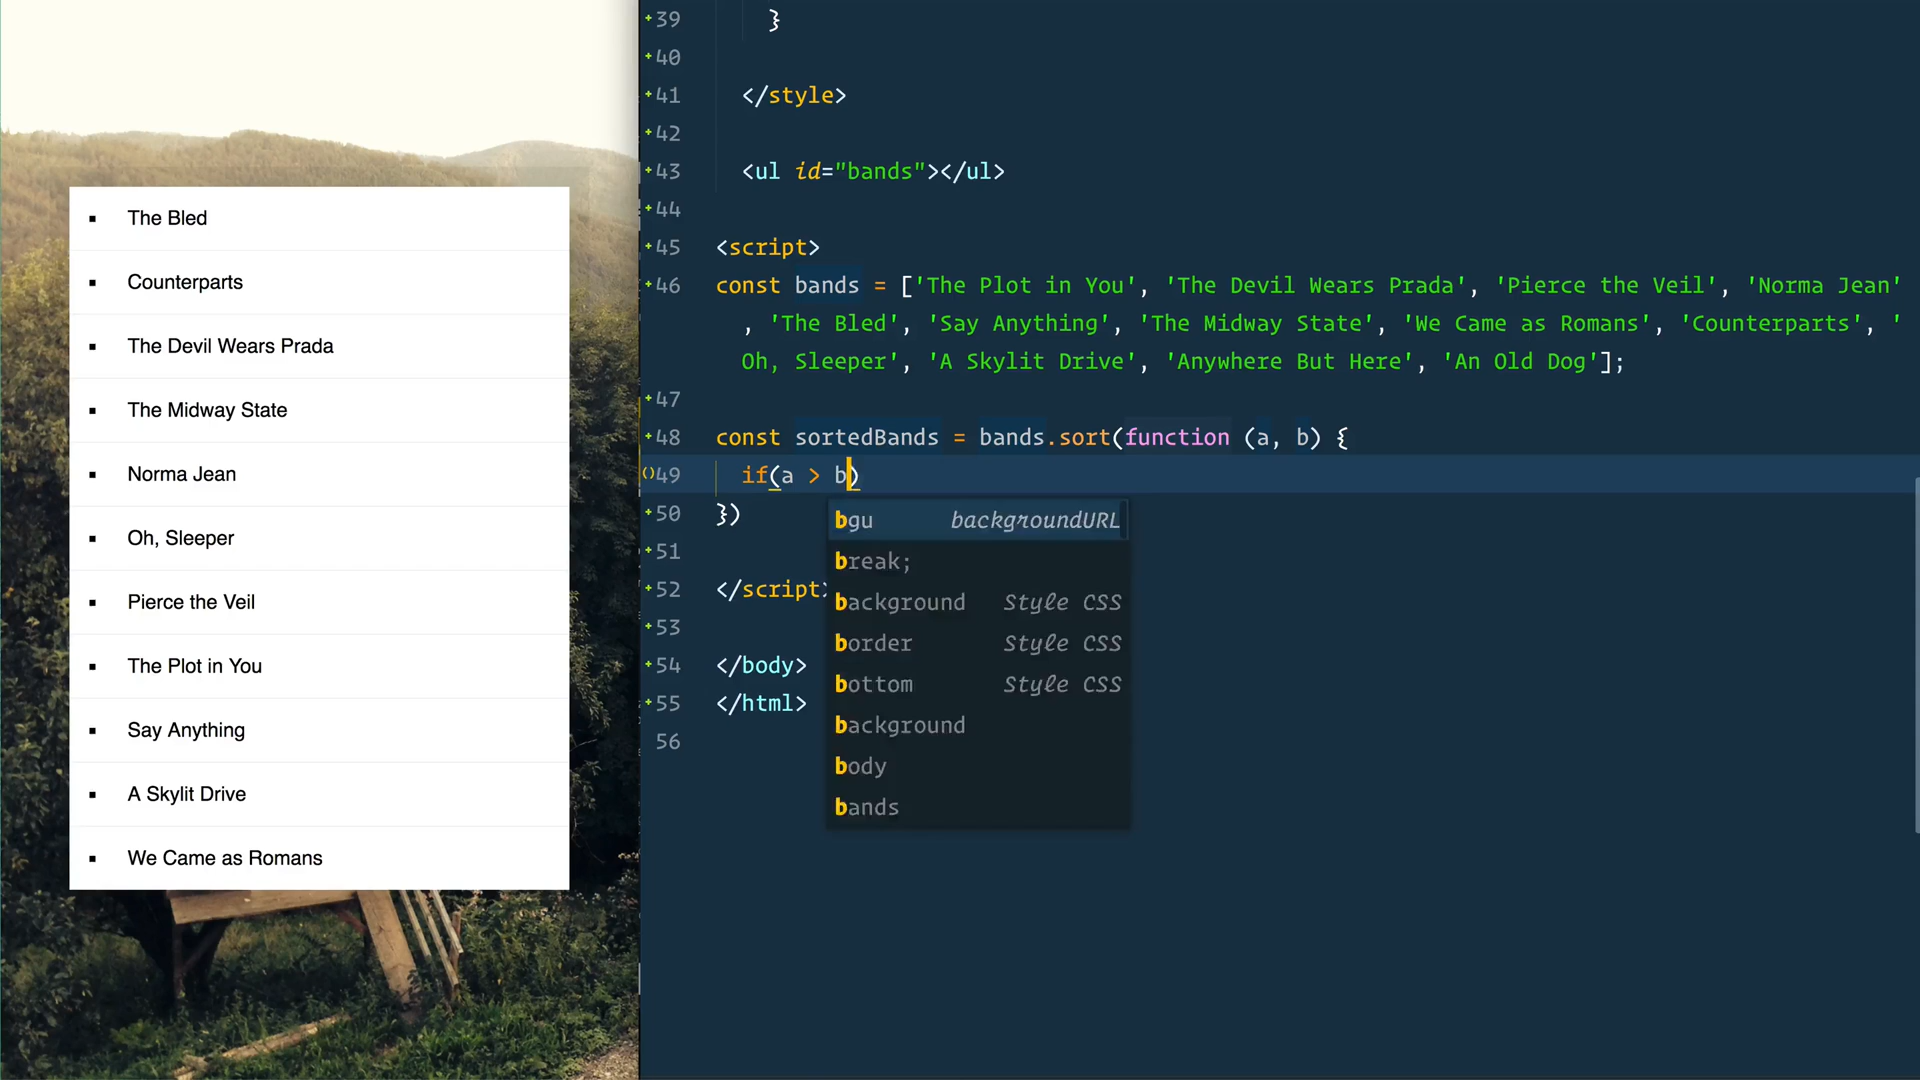 The Bled
Counterparts
The Devil Wears Prada
The Midway State
Norma Jean
Oh, Sleeper
Pierce the Veil
The Plot in You
Say Anything
A Skylit Drive
We Came as Romans
39 }
40
41 </style>
42
43 <ul id="bands"></ul>
44
45 <script>
46 const bands = ['The Plot in You', 'The Devil Wears Prada', 'Pierce the Veil', 'Norma Jean'
, 'The Bled', 'Say Anything', 'The Midway State', 'We Came as Romans', 'Counterparts', '
Oh, Sleeper', 'A Skylit Drive', 'Anywhere But Here', 'An Old Dog'];
47
48 const sortedBands = bands.sort(function (a, b) {
49 if(a > b)
50 })
51
52 </script>
53
54 </body>
55 </html>
56
bgu backgroundURL
break;
background Style CSS
border Style CSS
bottom Style CSS
background
body
bands